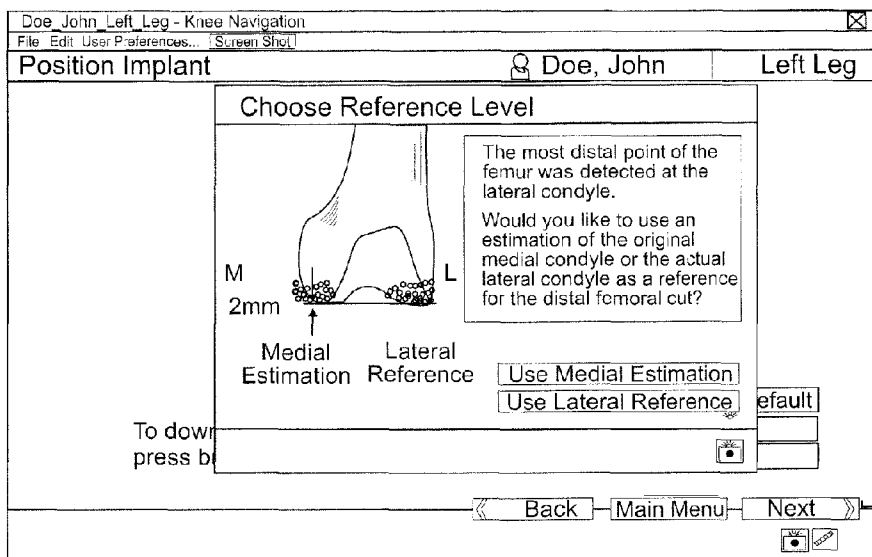 Doe_John_Left_Leg - Knee Navigation
File Edit User Preferences... Screen Shot
Position Implant Doe, John Left Leg
Choose Reference Level
The most distal point of the
femur was detected at the
lateral condyle.
Would you like to use an
estimation of the original
medial condyle or the actual
lateral condyle as a reference
for the distal femoral cut?
M L
2mm
Medial Estimation
Lateral Reference
Use Medial Estimation
Use Lateral Reference
efault
To down
press b
Back Main Menu Next